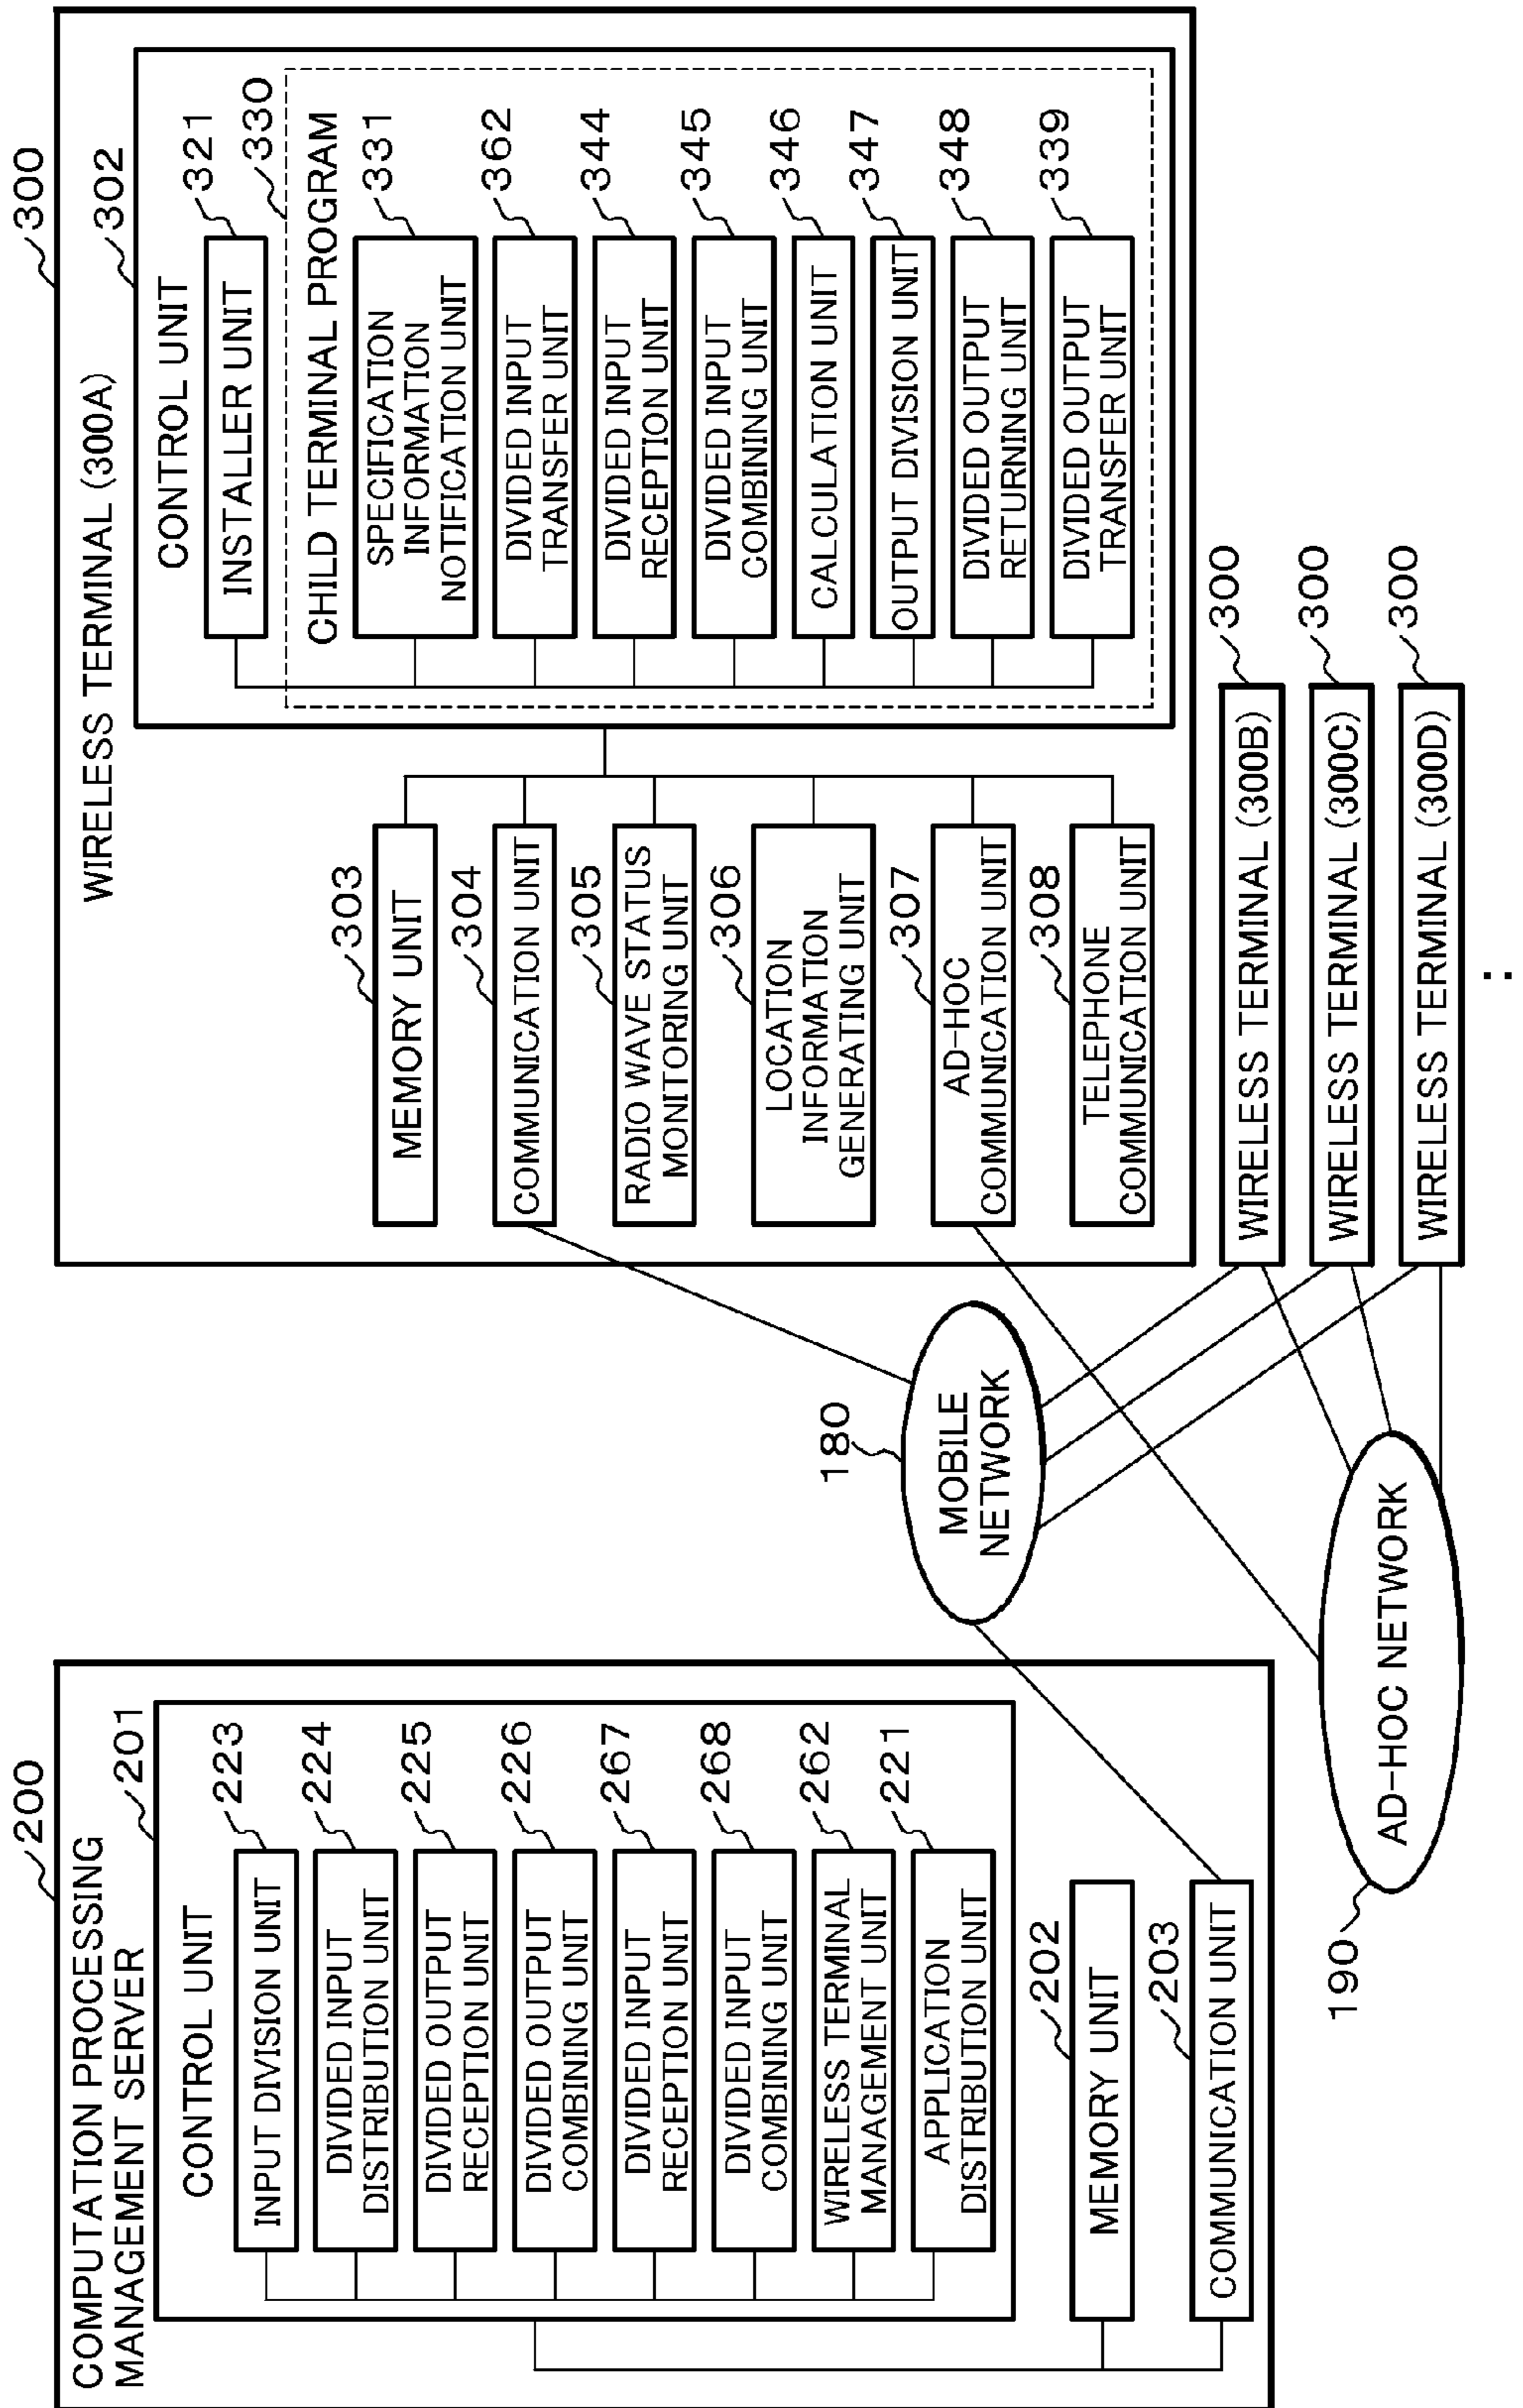 200
COMPUTATION PROCESSING
MANAGEMENT SERVER
201
CONTROL UNIT
223
INPUT DIVISION UNIT
224
DIVIDED INPUT
DISTRIBUTION UNIT
225
DIVIDED OUTPUT
RECEPTION UNIT
226
DIVIDED OUTPUT
COMBINING UNIT
267
DIVIDED INPUT
RECEPTION UNIT
268
DIVIDED INPUT
COMBINING UNIT
262
WIRELESS TERMINAL
MANAGEMENT UNIT
221
APPLICATION
DISTRIBUTION UNIT
202
MEMORY UNIT
203
COMMUNICATION UNIT
180
MOBILE
NETWORK
190
AD-HOC NETWORK
300
WIRELESS TERMINAL (300A)
303
MEMORY UNIT
304
COMMUNICATION UNIT
305
RADIO WAVE STATUS
MONITORING UNIT
306
LOCATION
INFORMATION
GENERATING UNIT
307
AD-HOC
COMMUNICATION UNIT
308
TELEPHONE
COMMUNICATION UNIT
302
CONTROL UNIT
321
INSTALLER UNIT
330
CHILD TERMINAL PROGRAM
331
SPECIFICATION
INFORMATION
NOTIFICATION UNIT
362
DIVIDED INPUT
TRANSFER UNIT
344
DIVIDED INPUT
RECEPTION UNIT
345
DIVIDED INPUT
COMBINING UNIT
346
CALCULATION UNIT
347
OUTPUT DIVISION UNIT
348
DIVIDED OUTPUT
RETURNING UNIT
339
DIVIDED OUTPUT
TRANSFER UNIT
300
WIRELESS TERMINAL (300B)
300
WIRELESS TERMINAL (300C)
300
WIRELESS TERMINAL (300D)